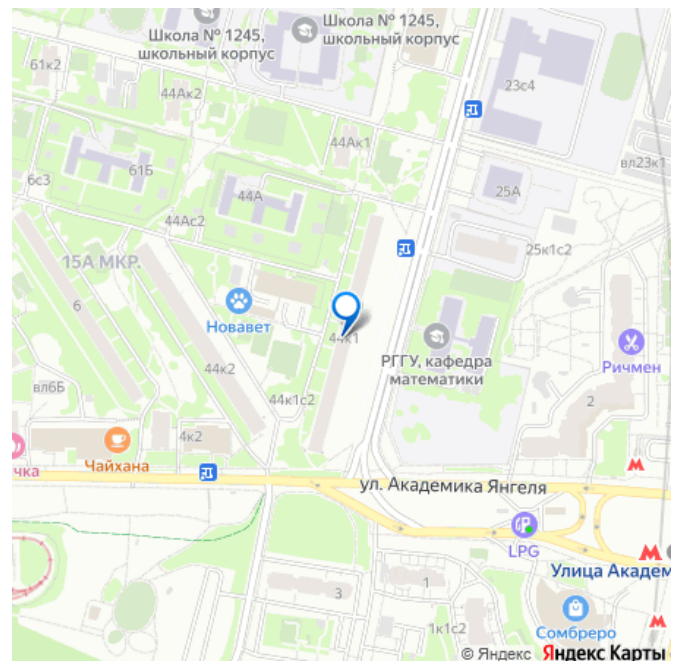 Школа № 1245,
школьный корпус
Школа № 1245,
школьный корпус
61к2
44Ак2
23с4
44Ак1
вл23к1
6с3
61Б
44А
25А
44Ас2
25к1с2
15А МКР.
6
Новавет
44к1
РГГУ, кафедра
математики
Ричмен
44к2
вл6Б
44к1с2
2
4к2
чка
Чайхана
ул. Академика Янгеля
LPG
Улица Академ
3
1
1к1с2
Сомбреро
© Яндекс Яндекс Карты